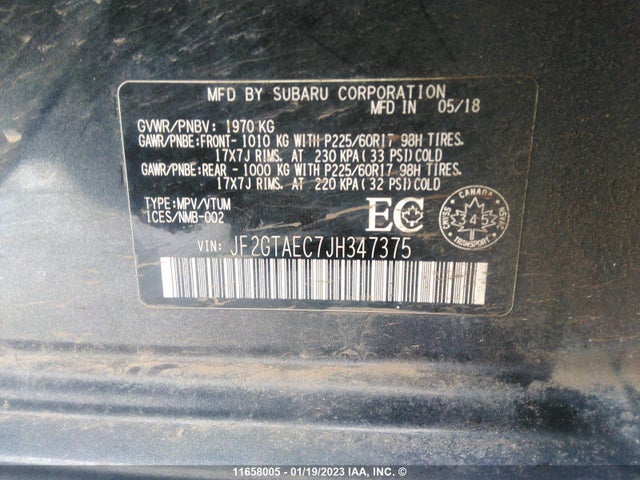 MFD BY SUBARU CORPORATION
MFD IN 05/18
GVWR/PNBV: 1970 KG
GAWR/PNBE:FRONT- 1010 KG WITH P225/60R17 98H TIRES.
17X7J RIMS. AT 230 KPA(33 PSI)COLD
GAWR/PNBE:REAR - 1000 KG WITH P225/60R17 98H TIRES.
17X7J RIMS. AT 220 KPA(32 PSI)COLD
TYPE:MPV/VTUM
ICES/NMB-002
EC
CANADA
CMVSS
NSVAC
345
TRANSPORT
VIN: JF2GTAEC7JH347375
11658005 - 01/19/2023 IAA, INC. ©